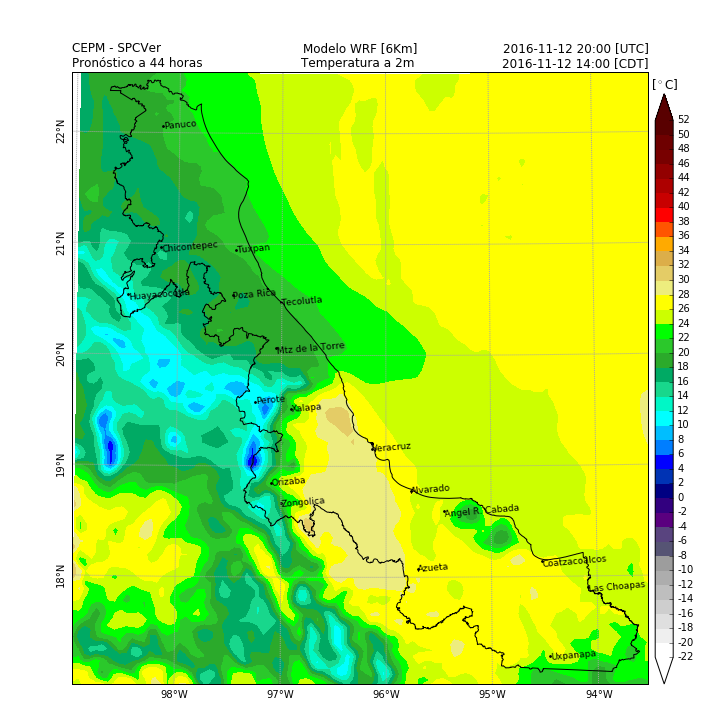 CEPM - SPCVer Modelo WRF [6Km] 2016-11-12 20:00 [UTC]
Pronóstico a 44 horas Temperatura a 2m 2016-11-12 14:00 [CDT]
[°C]
52
50
48
46
44
42
40
38
36
34
32
30
28
26
24
22
20
18
16
14
12
10
8
6
4
2
0
-2
-4
-6
-8
-10
-12
-14
-16
-18
-20
-22
22°N
21°N
20°N
19°N
18°N
Panuco
Chicontepec
Tuxpan
Huayacocotla
Poza Rica
Tecolutla
Mtz de la Torre
Perote
Xalapa
Veracruz
Orizaba
Alvarado
Zongolica
Angel R. Cabada
Coatzacoalcos
Azueta
Las Choapas
Uxpanapa
98°W 97°W 96°W 95°W 94°W